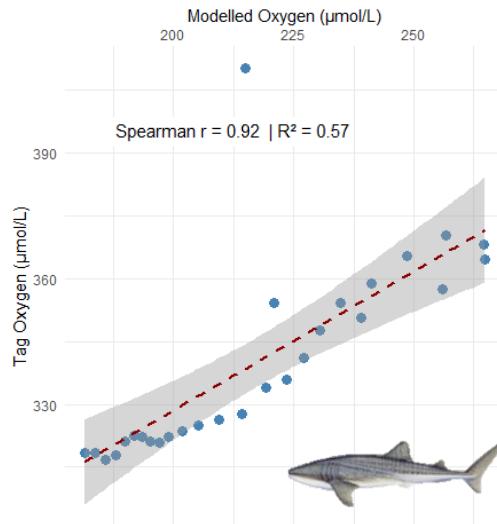 Modelled Oxygen (µmol/L)
200 225 250
Spearman r = 0.92 | R² = 0.57
390
360
330
Tag Oxygen (µmol/L)